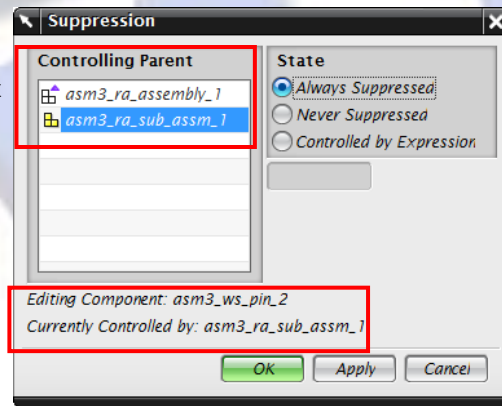 Suppression
Controlling Parent
asm3_ra_assembly_1
asm3_ra_sub_assm_1
State
Always Suppressed
Never Suppressed
Controlled by Expression
Editing Component: asm3_ws_pin_2
Currently Controlled by: asm3_ra_sub_assm_1
OK
Apply
Cancel